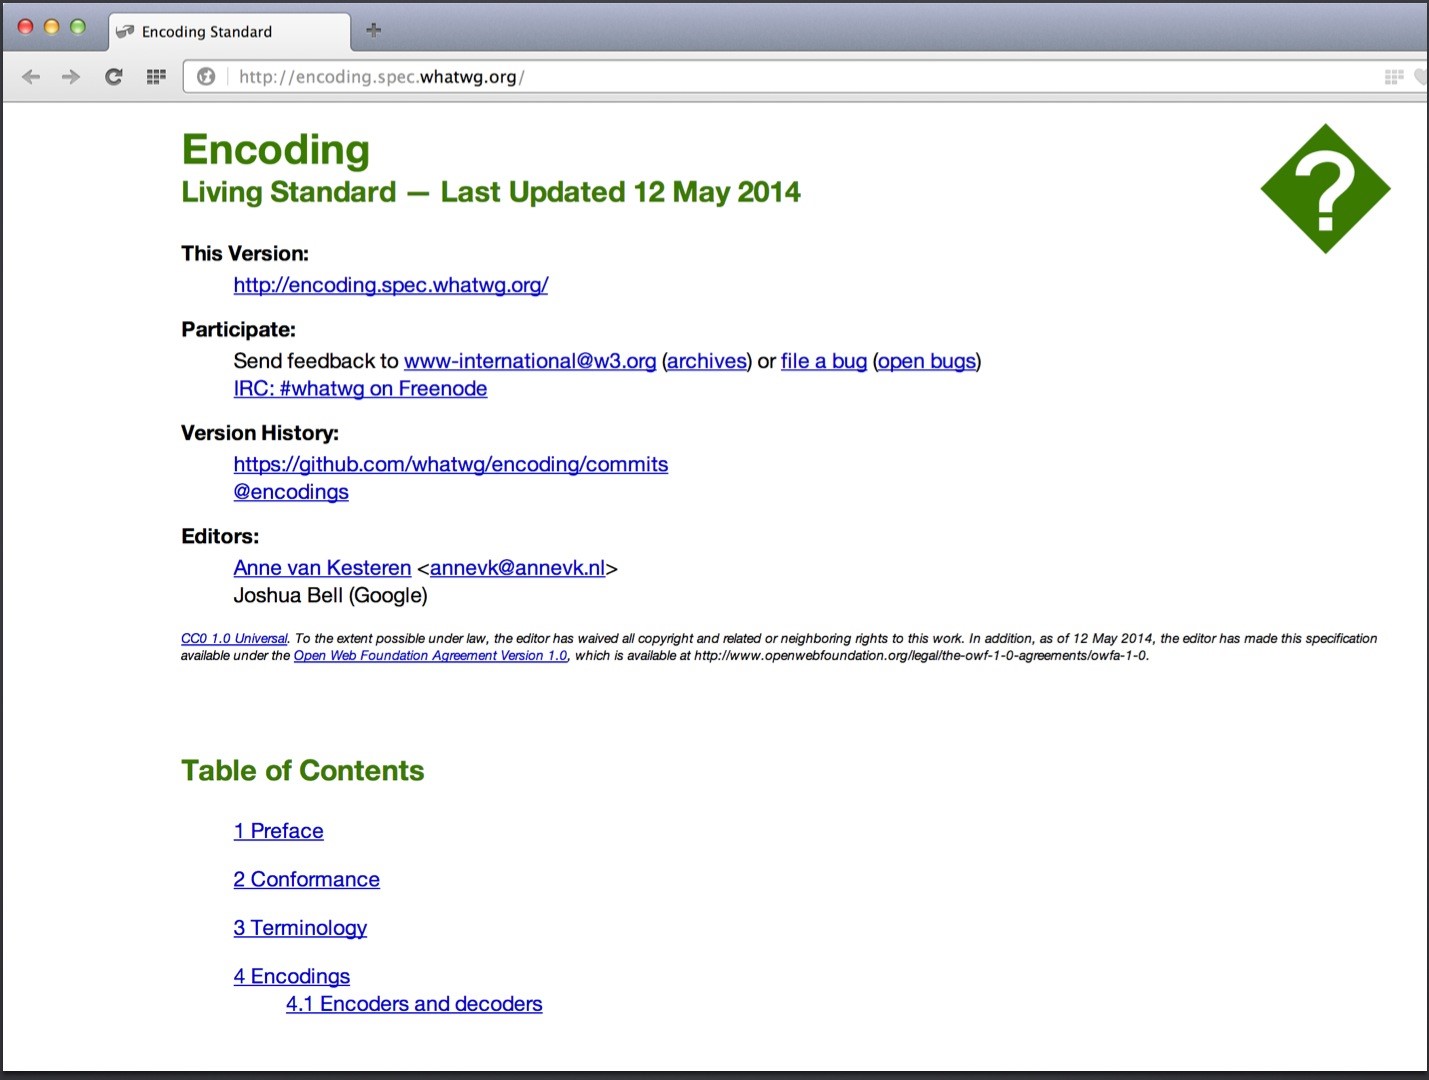 Encoding Standard
http://encoding.spec.whatwg.org/
Encoding
Living Standard — Last Updated 12 May 2014
?
This Version:
http://encoding.spec.whatwg.org/
Participate:
Send feedback to www-international@w3.org (archives) or file a bug (open bugs)
IRC: #whatwg on Freenode
Version History:
https://github.com/whatwg/encoding/commits
@encodings
Editors:
Anne van Kesteren <annevk@annevk.nl>
Joshua Bell (Google)
CC0 1.0 Universal. To the extent possible under law, the editor has waived all copyright and related or neighboring rights to this work. In addition, as of 12 May 2014, the editor has made this specification
available under the Open Web Foundation Agreement Version 1.0, which is available at http://www.openwebfoundation.org/legal/the-owf-1-0-agreements/owfa-1-0.
Table of Contents
1 Preface
2 Conformance
3 Terminology
4 Encodings
4.1 Encoders and decoders